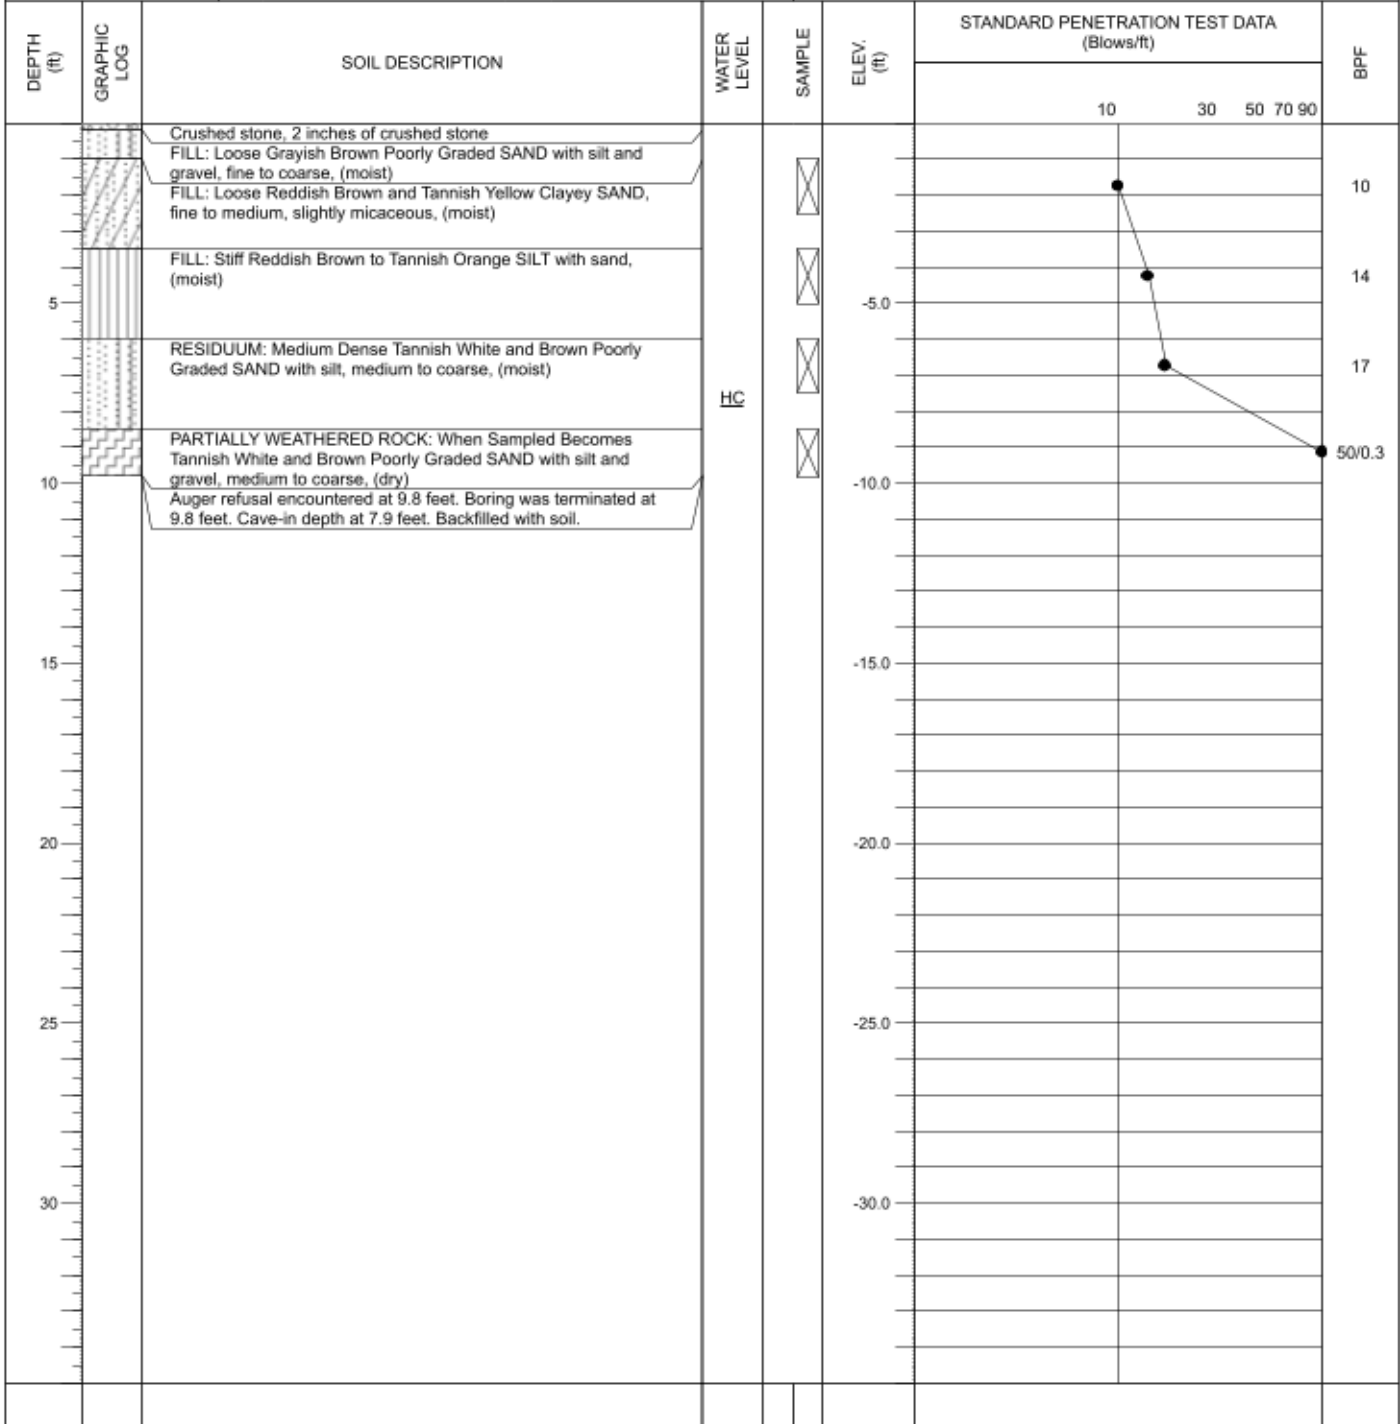 DEPTH
(ft)
GRAPHIC
LOG
SOIL DESCRIPTION
WATER
LEVEL
SAMPLE
ELEV.
(ft)
STANDARD PENETRATION TEST DATA
(Blows/ft)
BPF
10 30 50 70 90
Crushed stone, 2 inches of crushed stone
FILL: Loose Grayish Brown Poorly Graded SAND with silt and
gravel, fine to coarse, (moist)
FILL: Loose Reddish Brown and Tannish Yellow Clayey SAND,
fine to medium, slightly micaceous, (moist)
10
FILL: Stiff Reddish Brown to Tannish Orange SILT with sand,
(moist)
14
5
-5.0
RESIDUUM: Medium Dense Tannish White and Brown Poorly
Graded SAND with silt, medium to coarse, (moist)
17
HC
PARTIALLY WEATHERED ROCK: When Sampled Becomes
Tannish White and Brown Poorly Graded SAND with silt and
gravel, medium to coarse, (dry)
50/0.3
10
-10.0
Auger refusal encountered at 9.8 feet. Boring was terminated at
9.8 feet. Cave-in depth at 7.9 feet. Backfilled with soil.
15
-15.0
20
-20.0
25
-25.0
30
-30.0